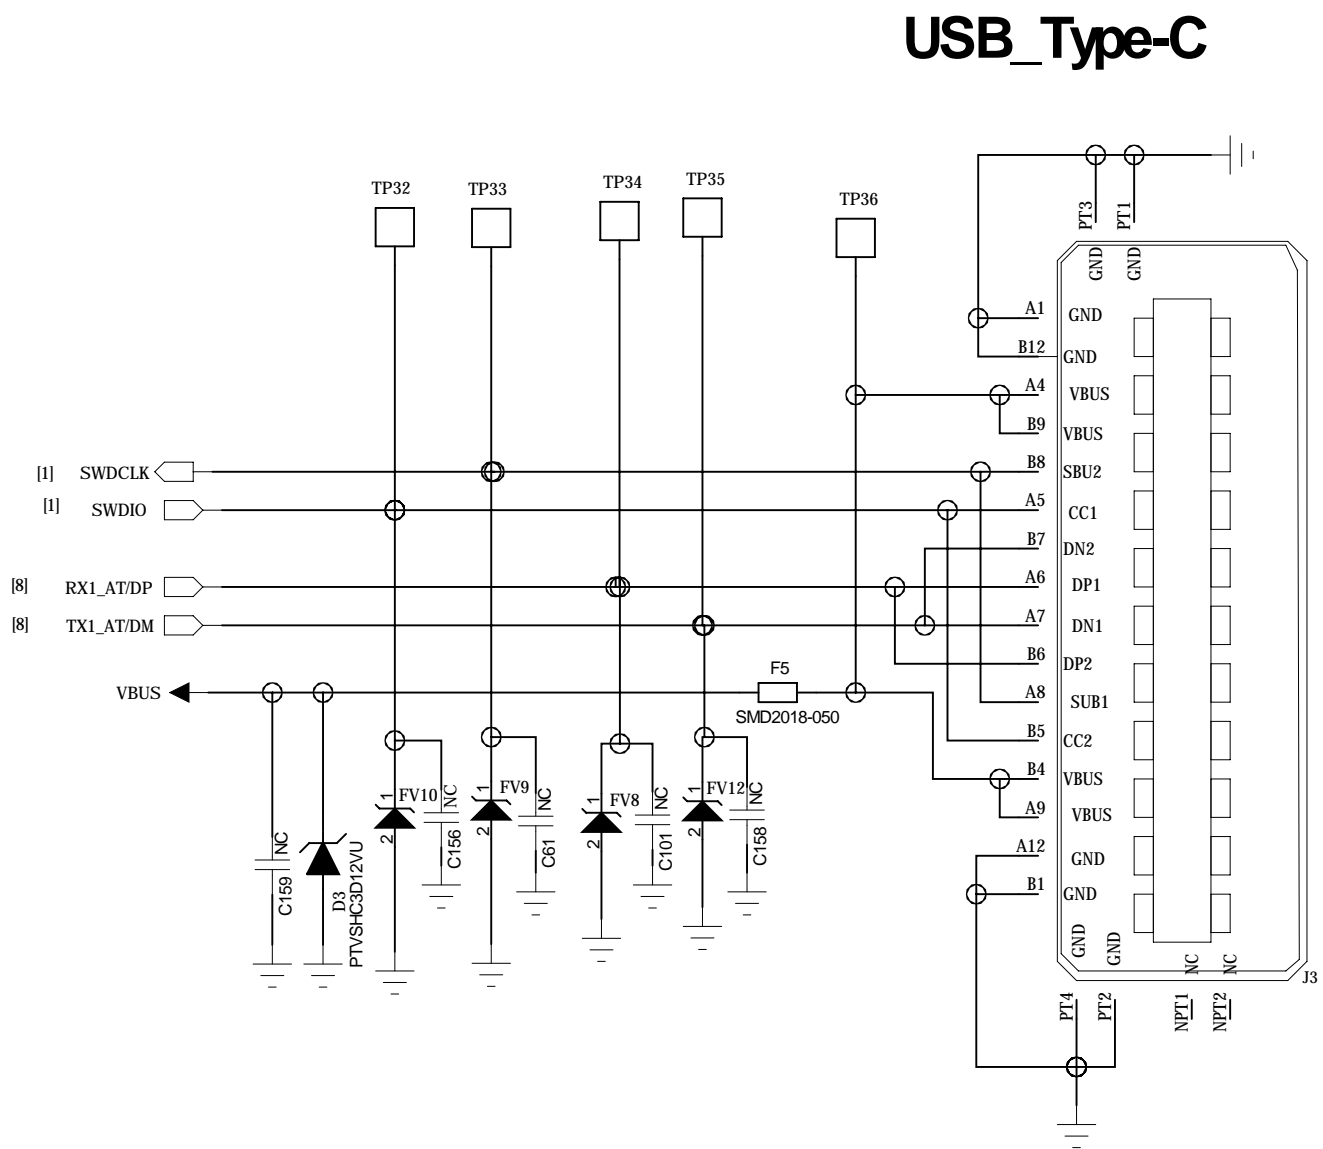 USB_Type-C
TP32
TP33
TP34
TP35
TP36
PT3
PT1
GND
GND
A1
GND
B12
GND
A4
VBUS
B9
VBUS
[1]
SWDCLK
B8
SBU2
[1]
SWDIO
A5
CC1
B7
DN2
[8]
RX1_AT/DP
A6
DP1
[8]
TX1_AT/DM
A7
DN1
B6
DP2
VBUS
F5
SMD2018-050
A8
SUB1
B5
CC2
B4
VBUS
A9
VBUS
1
FV10
2
NC
C156
1
FV9
2
NC
C61
1
FV8
2
NC
C101
1
FV12
2
NC
C158
NC
C159
D3
PTVSHC3D12VU
A12
GND
B1
GND
GND
GND
NC
NC
J3
PT4
PT2
NPT1
NPT2